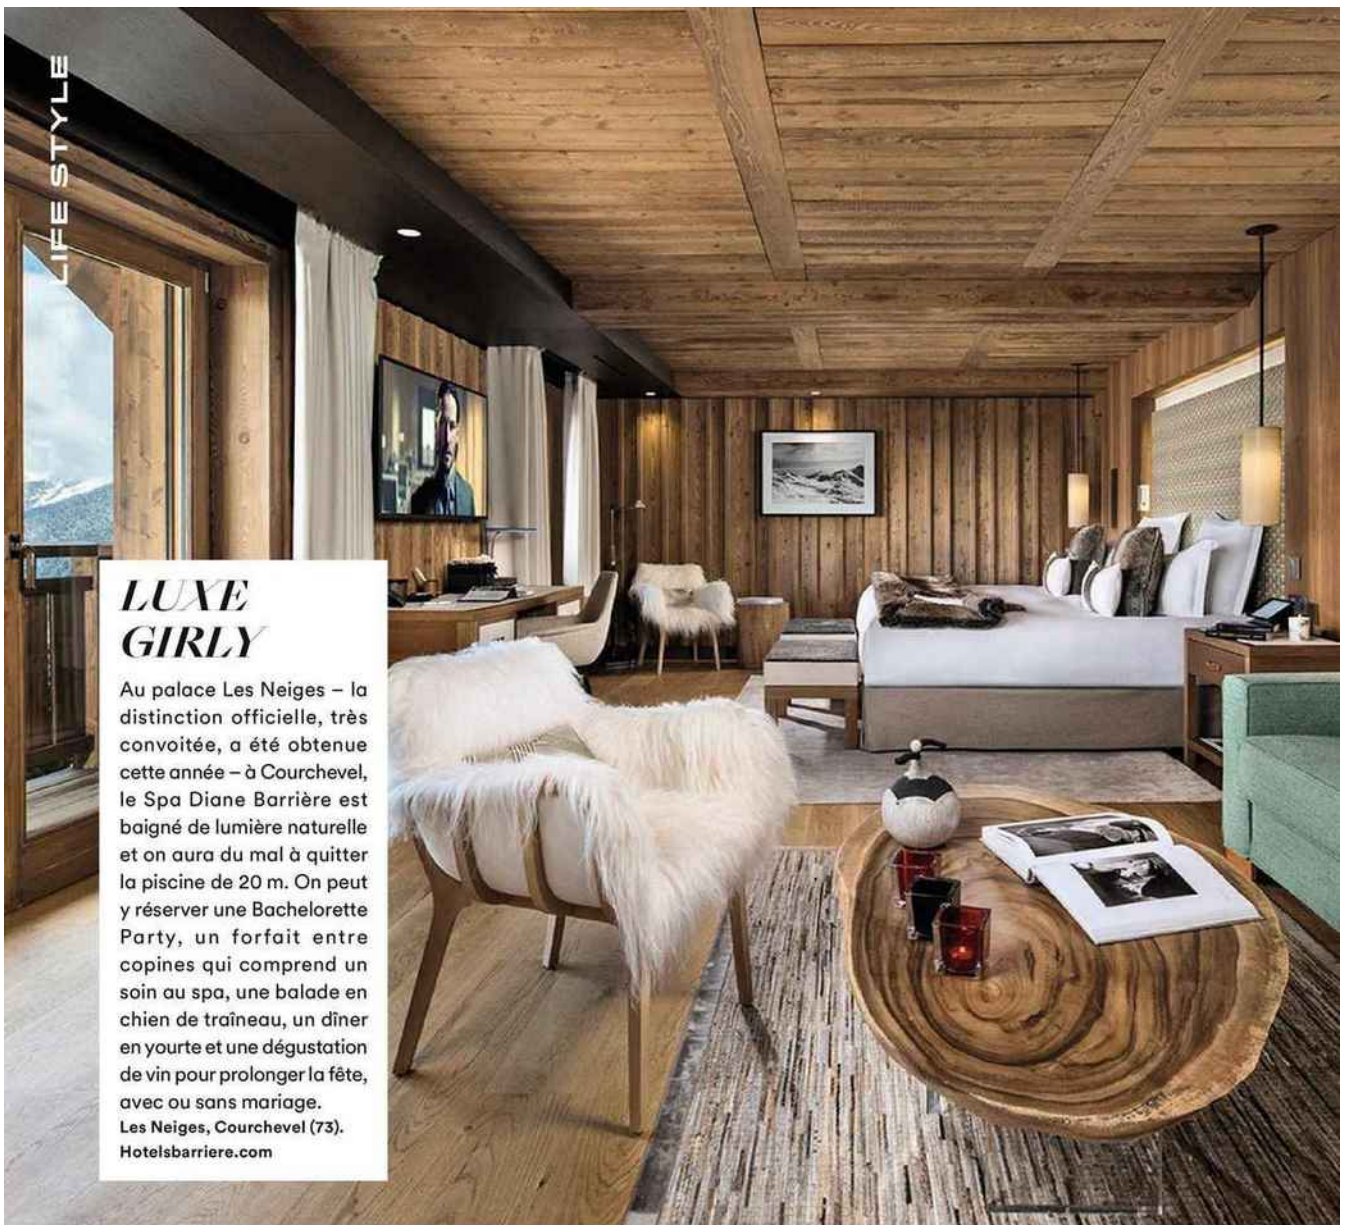 LIFE STYLE
LUXE
GIRLY
Au palace Les Neiges – la
distinction officielle, très
convoitée, a été obtenue
cette année – à Courchevel,
le Spa Diane Barrière est
baigné de lumière naturelle
et on aura du mal à quitter
la piscine de 20 m. On peut
y réserver une Bachelorette
Party, un forfait entre
copines qui comprend un
soin au spa, une balade en
chien de traîneau, un dîner
en yourte et une dégustation
de vin pour prolonger la fête,
avec ou sans mariage.
Les Neiges, Courchevel (73).
Hotelsbarriere.com